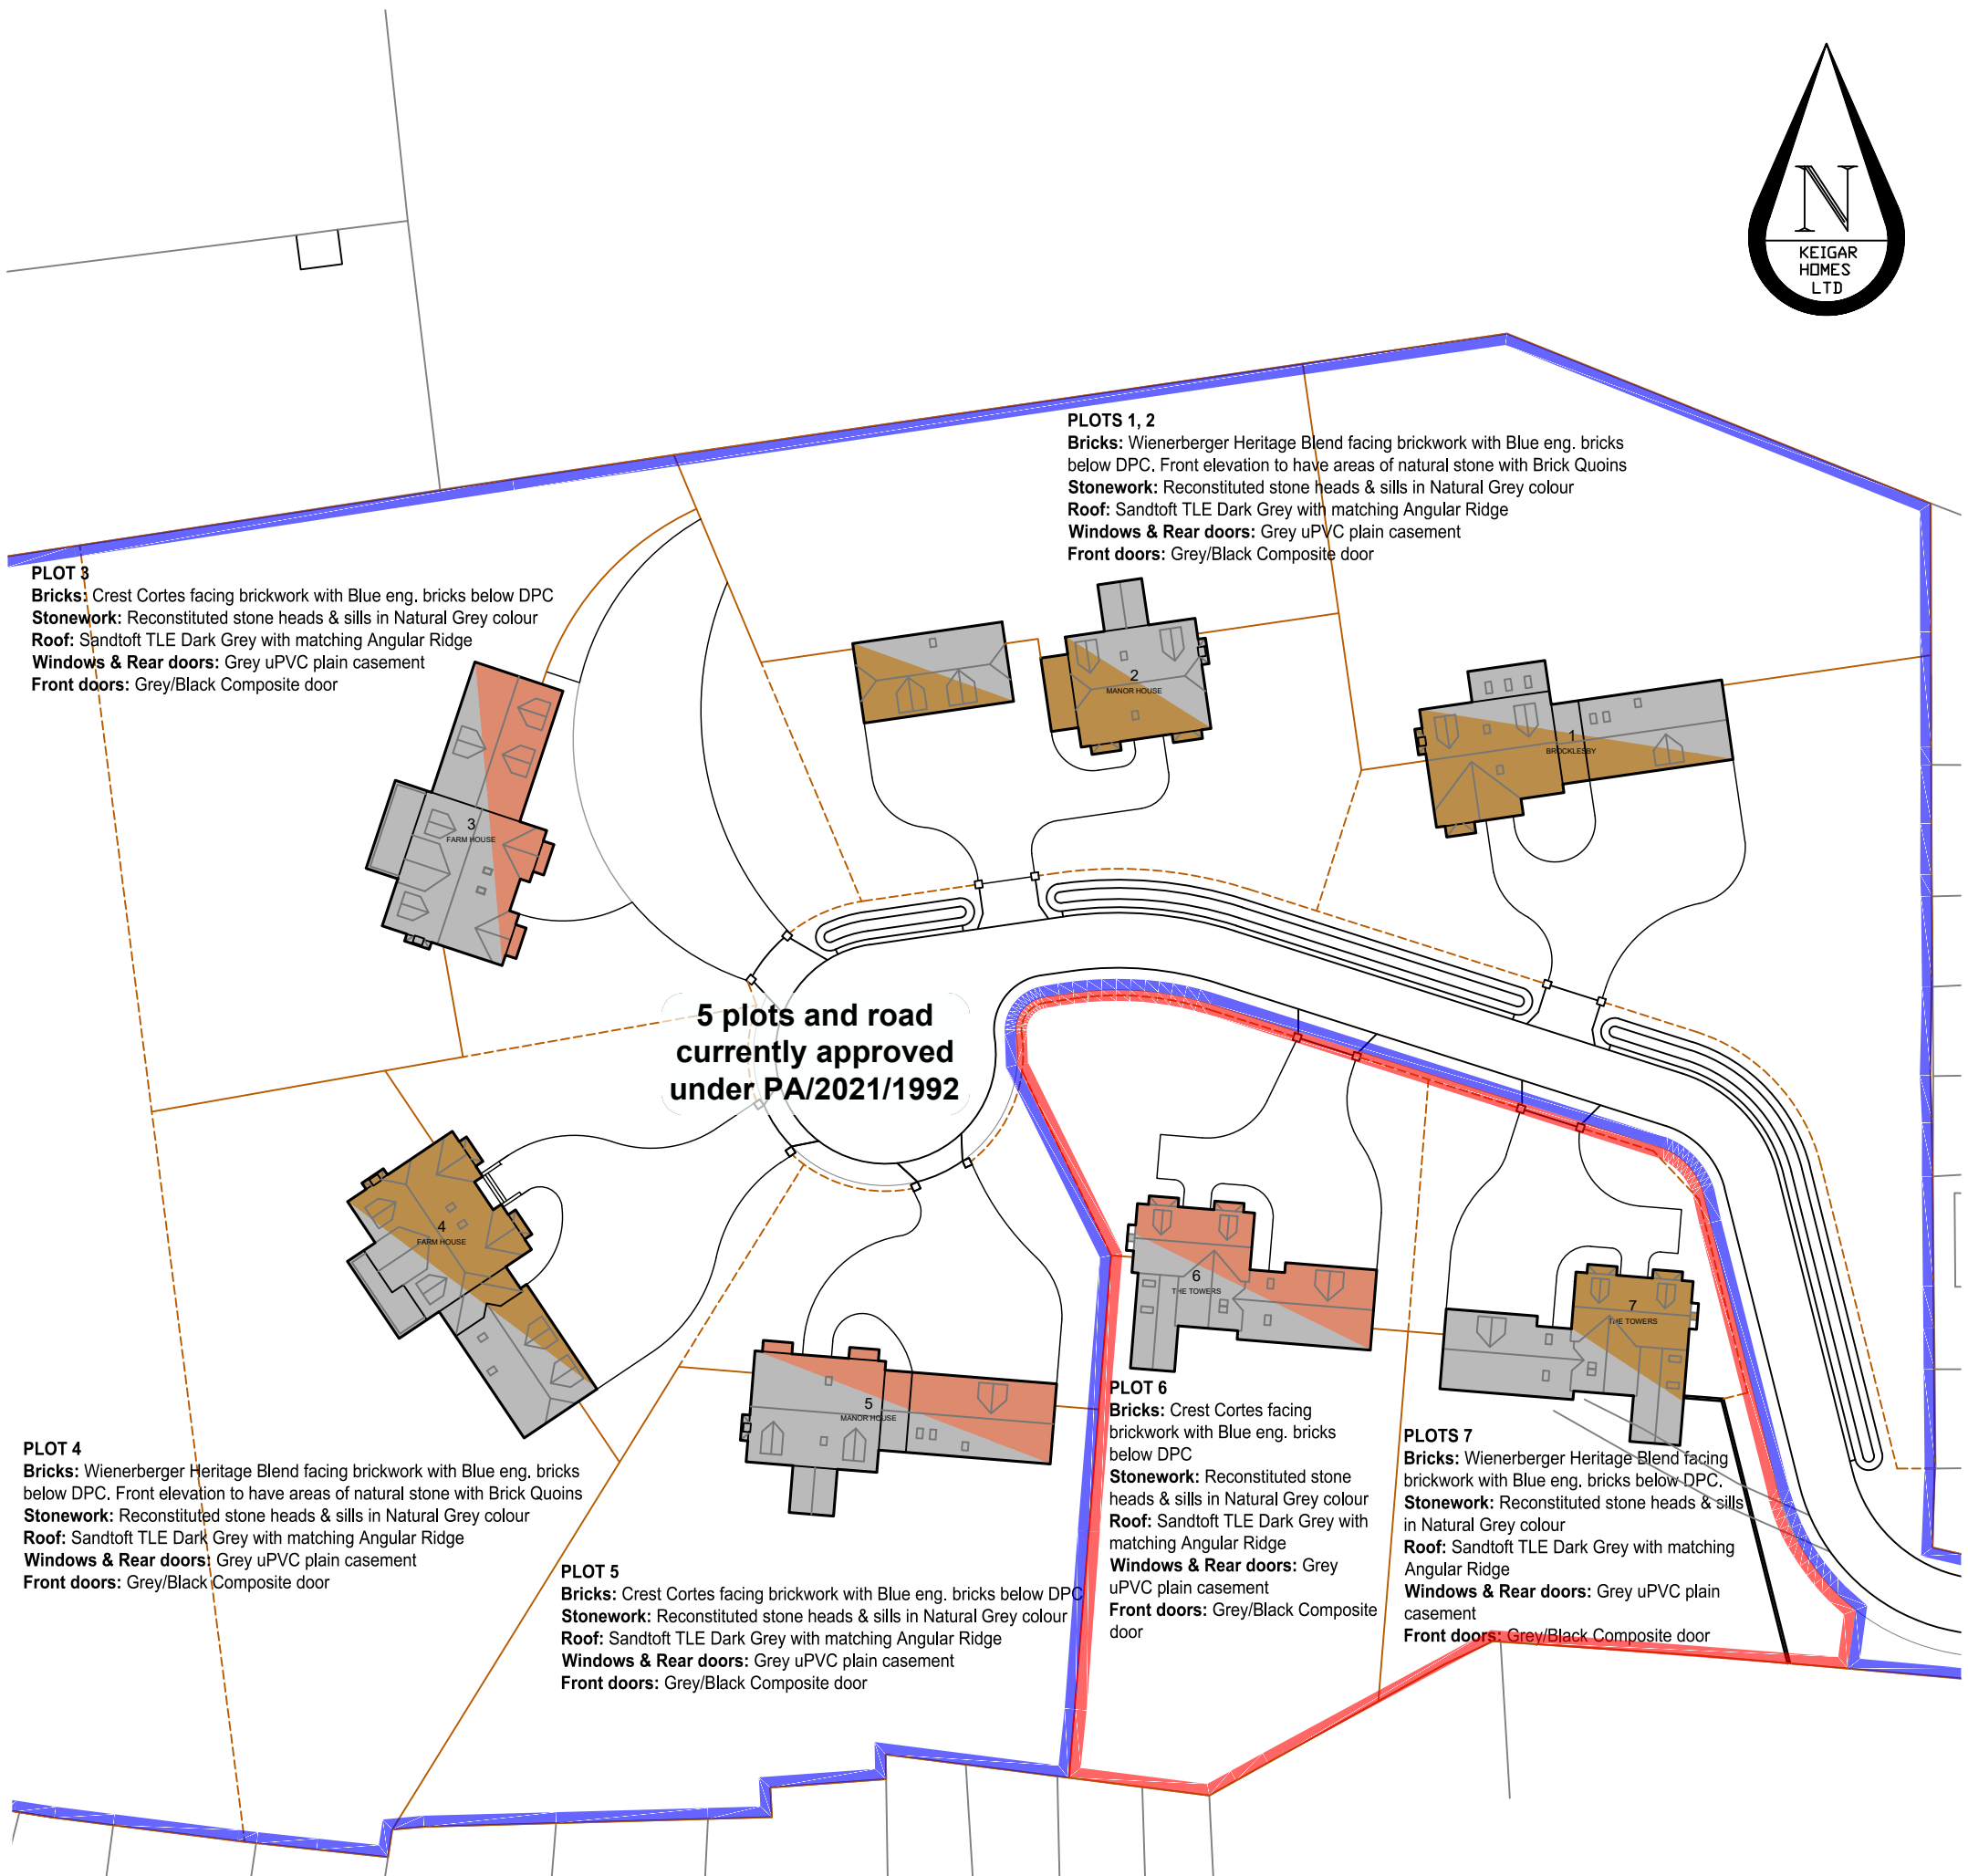 N
KEIGAR
HOMES
LTD
PLOTS 1, 2
Bricks: Wienerberger Heritage Blend facing brickwork with Blue eng. bricks
below DPC. Front elevation to have areas of natural stone with Brick Quoins
Stonework: Reconstituted stone heads & sills in Natural Grey colour
Roof: Sandtoft TLE Dark Grey with matching Angular Ridge
Windows & Rear doors: Grey uPVC plain casement
Front doors: Grey/Black Composite door
PLOT 3
Bricks: Crest Cortes facing brickwork with Blue eng. bricks below DPC
Stonework: Reconstituted stone heads & sills in Natural Grey colour
Roof: Sandtoft TLE Dark Grey with matching Angular Ridge
Windows & Rear doors: Grey uPVC plain casement
Front doors: Grey/Black Composite door
2
MANOR HOUSE
1
BROCKLESBY
3
FARM HOUSE
5 plots and road
currently approved
under PA/2021/1992
4
FARM HOUSE
6
THE TOWERS
7
THE TOWERS
5
MANOR HOUSE
PLOT 4
Bricks: Wienerberger Heritage Blend facing brickwork with Blue eng. bricks
below DPC. Front elevation to have areas of natural stone with Brick Quoins
Stonework: Reconstituted stone heads & sills in Natural Grey colour
Roof: Sandtoft TLE Dark Grey with matching Angular Ridge
Windows & Rear doors: Grey uPVC plain casement
Front doors: Grey/Black Composite door
PLOT 5
Bricks: Crest Cortes facing brickwork with Blue eng. bricks below DPC
Stonework: Reconstituted stone heads & sills in Natural Grey colour
Roof: Sandtoft TLE Dark Grey with matching Angular Ridge
Windows & Rear doors: Grey uPVC plain casement
Front doors: Grey/Black Composite door
PLOT 6
Bricks: Crest Cortes facing
brickwork with Blue eng. bricks
below DPC
Stonework: Reconstituted stone
heads & sills in Natural Grey colour
Roof: Sandtoft TLE Dark Grey with
matching Angular Ridge
Windows & Rear doors: Grey
uPVC plain casement
Front doors: Grey/Black Composite
door
PLOTS 7
Bricks: Wienerberger Heritage Blend facing
brickwork with Blue eng. bricks below DPC.
Stonework: Reconstituted stone heads & sills
in Natural Grey colour
Roof: Sandtoft TLE Dark Grey with matching
Angular Ridge
Windows & Rear doors: Grey uPVC plain
casement
Front doors: Grey/Black Composite door